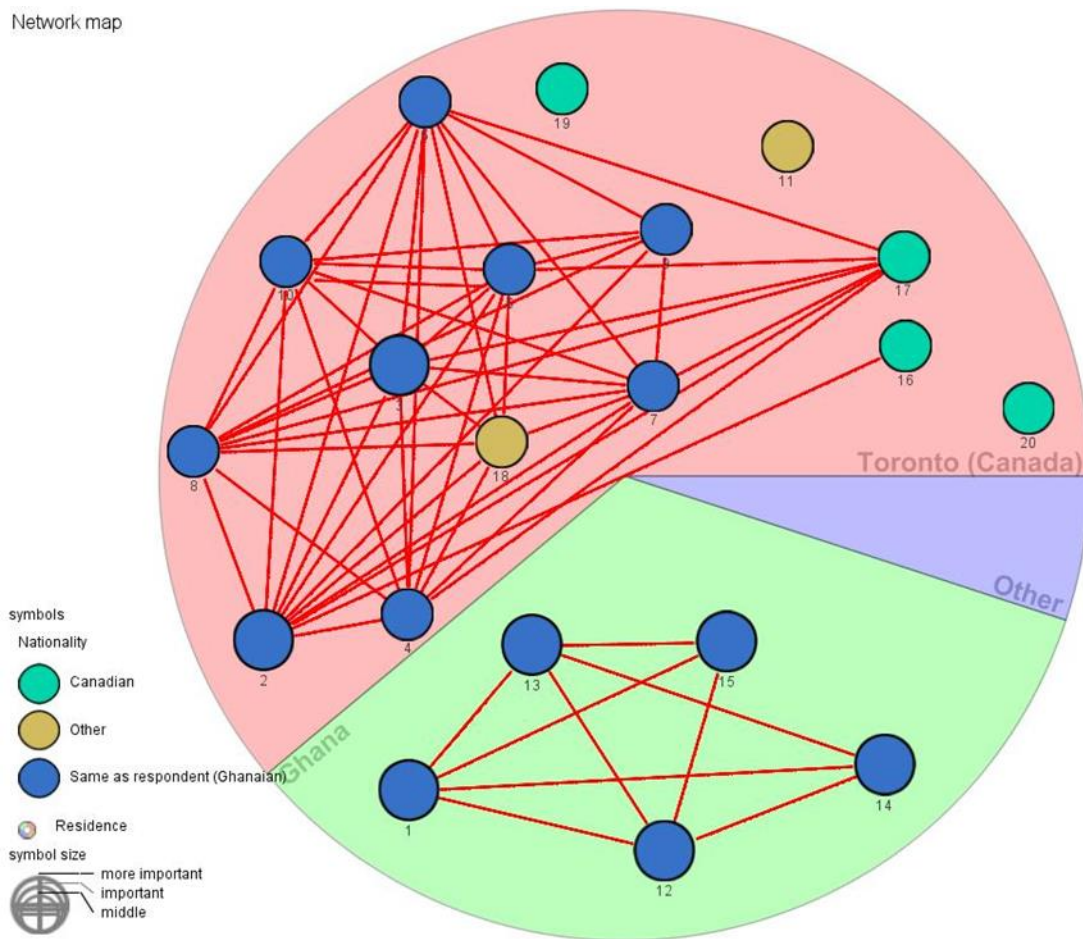 Network map
19
11
17
10
16
3
7
20
18
Toronto (Canada)
8
Other
4
2
13
15
Ghana
14
1
12
symbols
Nationality
Canadian
Other
Same as respondent (Ghanaian)
Residence
symbol size
more important
important
middle